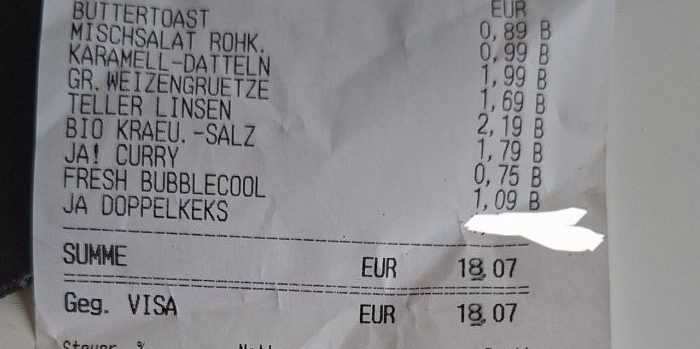 EUR
BUTTERTOAST 0,89 B
MISCHSALAT ROHK. 0,99 B
KARAMELL-DATTELN 1,99 B
GR. WEIZENGRUETZE 1,69 B
TELLER LINSEN 2,19 B
BIO KRAEU. -SALZ 1,79 B
JA! CURRY 0,75 B
FRESH BUBBLECOOL 1,09 B
JA DOPPELKEKS
SUMME EUR 18,07
Geg. VISA EUR 18,07
Steuer %